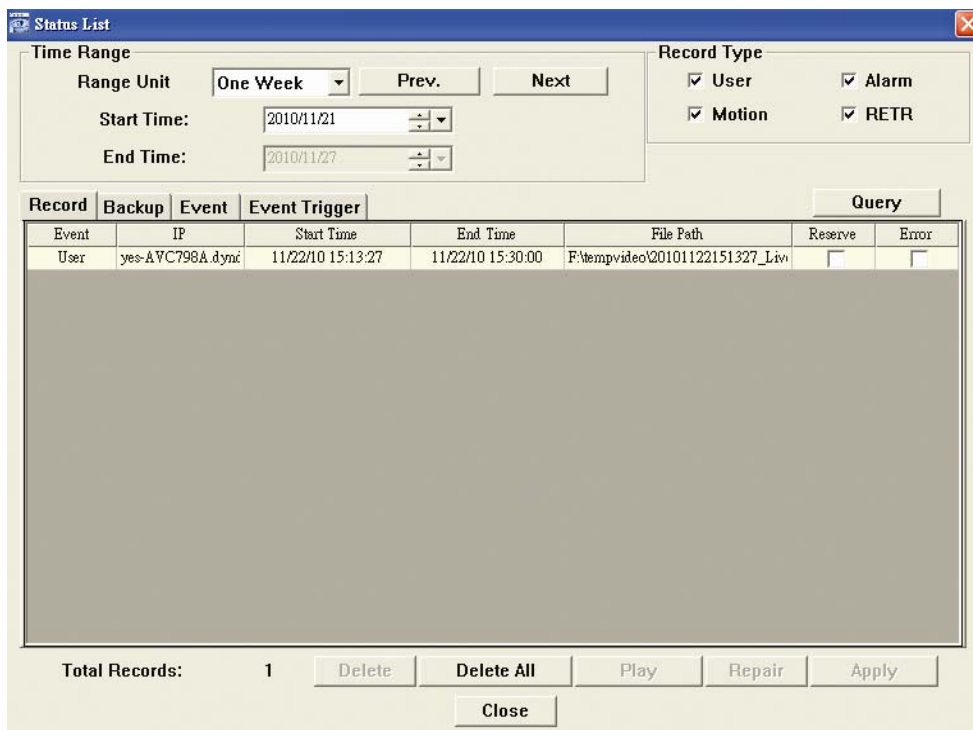 Status List
Time Range
Range Unit One Week Prev. Next
Start Time: 2010/11/21
End Time: 2010/11/27
Record Type
User Alarm
Motion RETR
Record Backup Event Event Trigger Query
Event IP Start Time End Time File Path Reserve Error
User yes-AVC798A.dyn 11/22/10 15:13:27 11/22/10 15:30:00 F:\tempvideo\20101122151327_Liv
Total Records: 1 Delete Delete All Play Repair Apply
Close